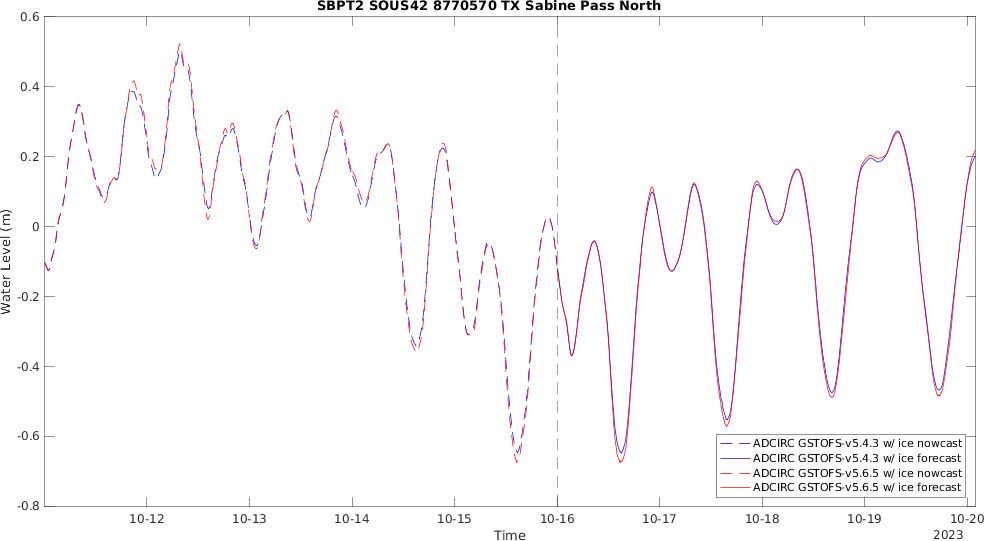 SBPT2 SOUS42 8770570 TX Sabine Pass North
0.6
0.4
0.2
0
-0.2
-0.4
-0.6
-0.8
Water Level (m)
ADCIRC GSTOFS-v5.4.3 w/ ice nowcast
ADCIRC GSTOFS-v5.4.3 w/ ice forecast
ADCIRC GSTOFS-v5.6.5 w/ ice nowcast
ADCIRC GSTOFS-v5.6.5 w/ ice forecast
10-12 10-13 10-14 10-15 10-16 10-17 10-18 10-19 10-20
Time 2023